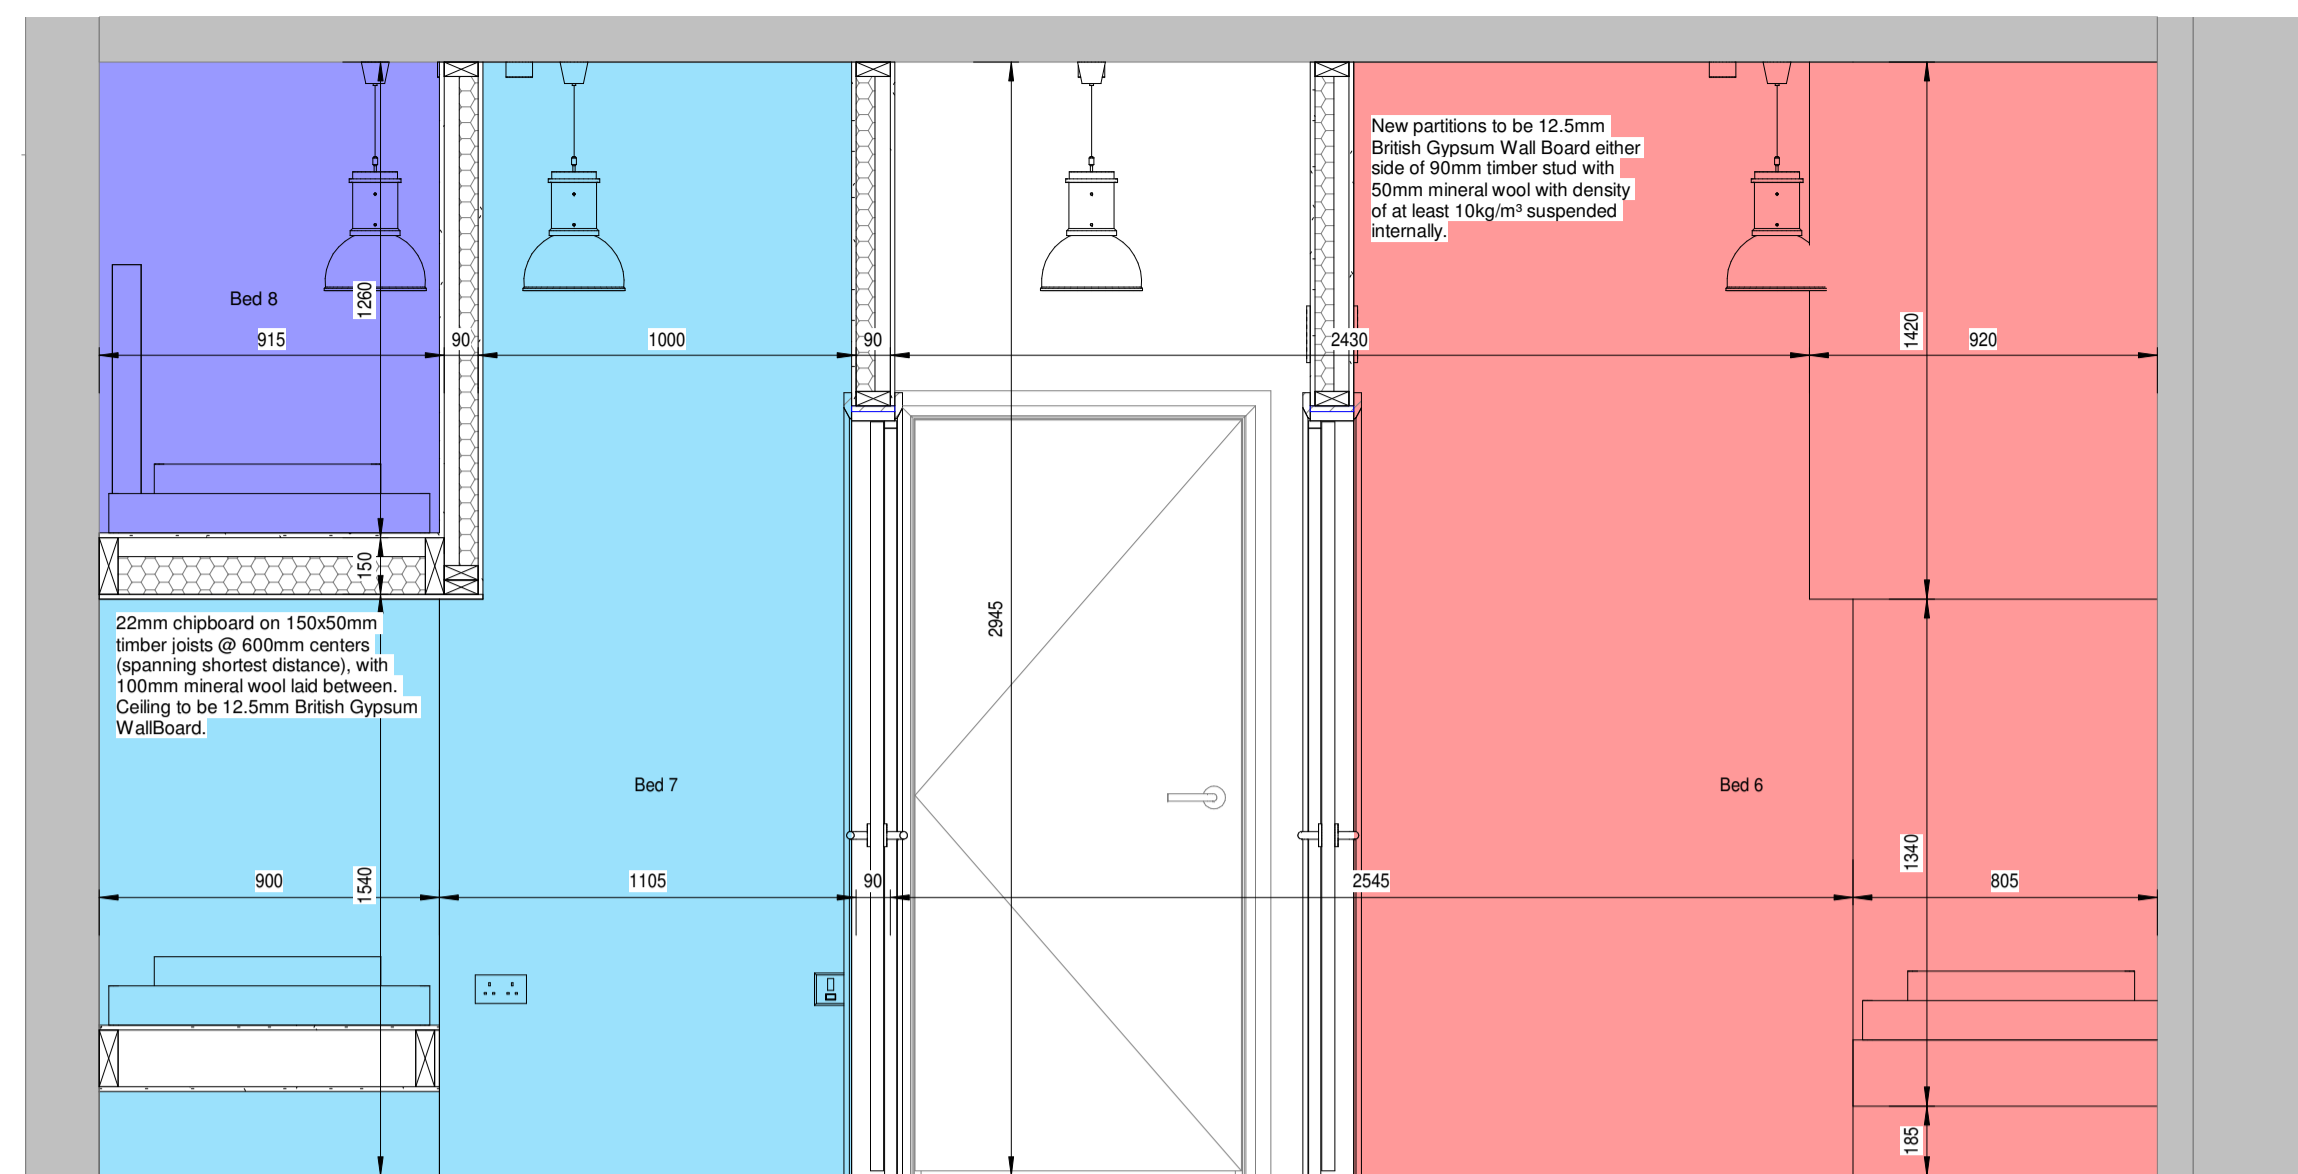 New partitions to be 12.5mm
British Gypsum Wall Board either
side of 90mm timber stud with
50mm mineral wool with density
of at least 10kg/m³ suspended
internally.
Bed 8
1260
915
90
1000
90
2430
1420
920
150
22mm chipboard on 150x50mm
timber joists @ 600mm centers
(spanning shortest distance), with
100mm mineral wool laid between.
Ceiling to be 12.5mm British Gypsum
WallBoard.
2945
Bed 7
Bed 6
900
1540
1105
90
2545
1340
805
185